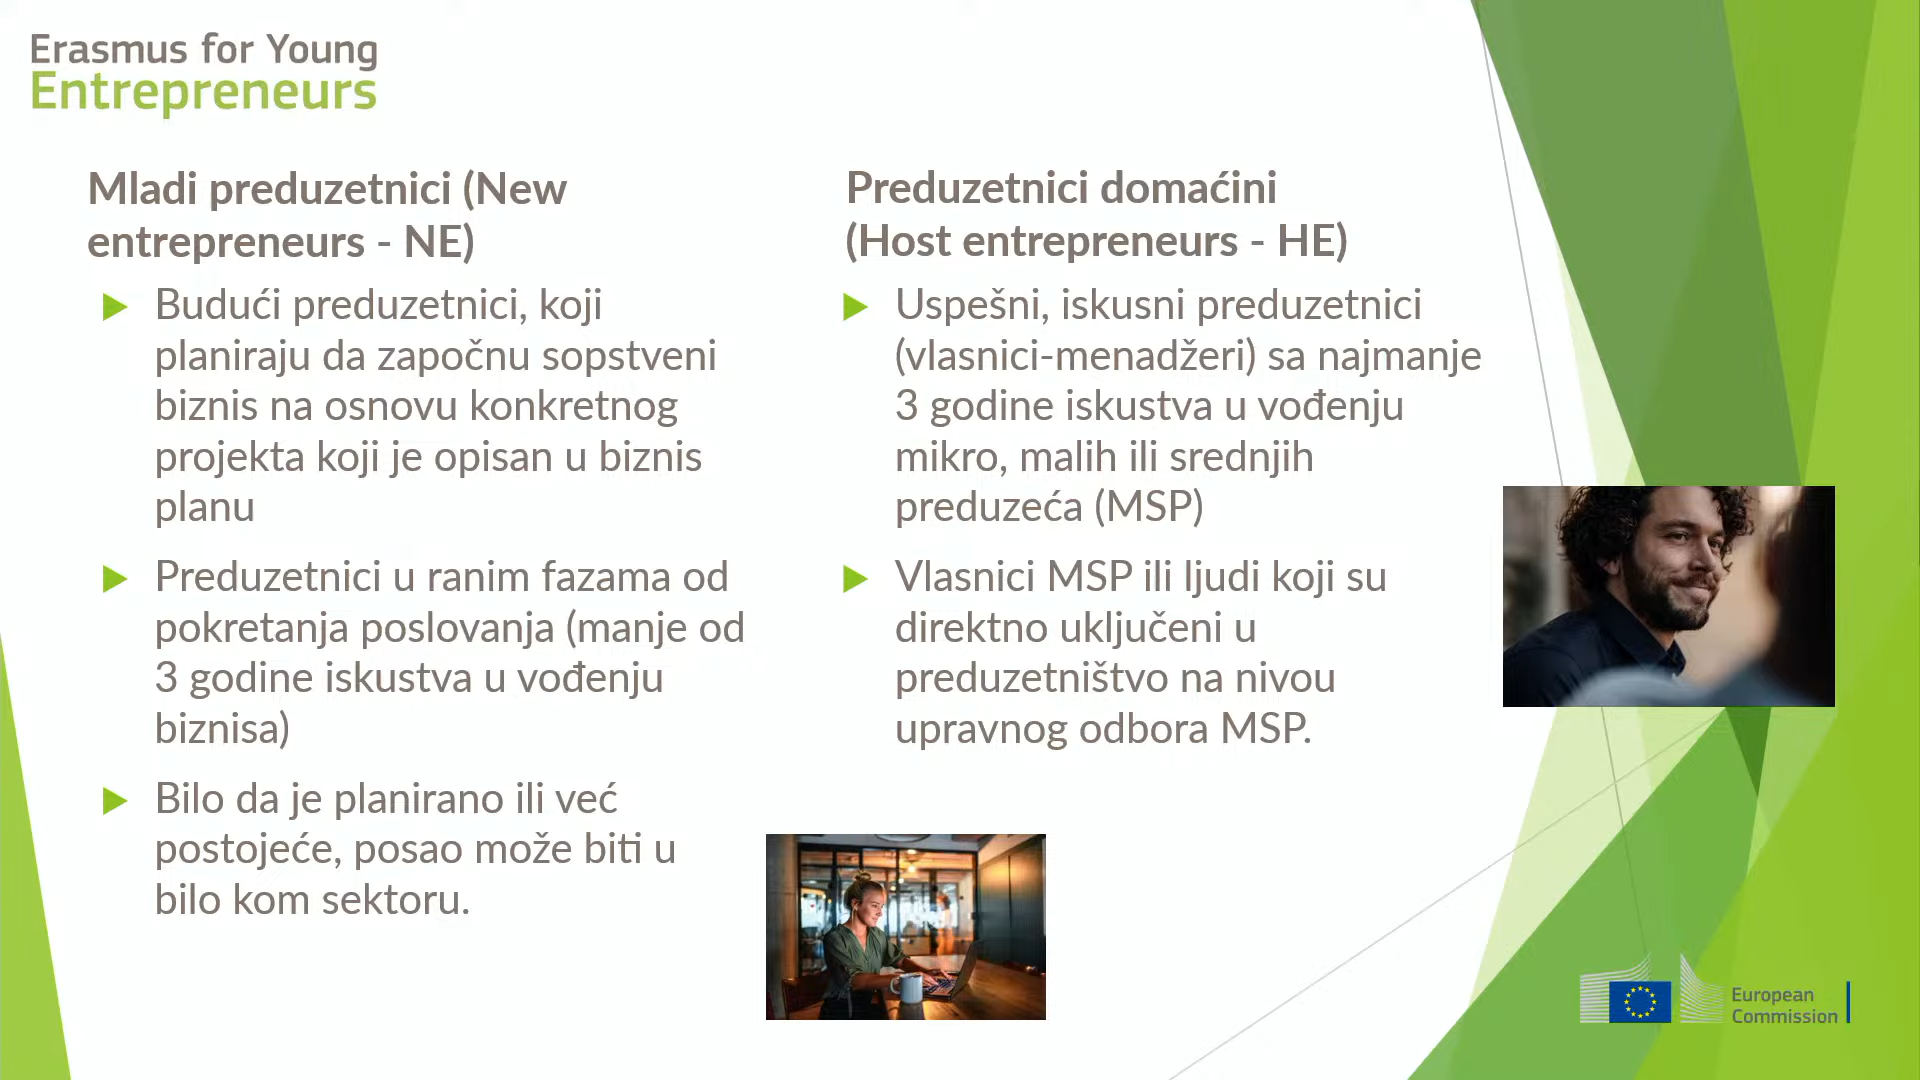 Erasmus for Young
Entrepreneurs
Mladi preduzetnici (New
entrepreneurs - NE)
Budući preduzetnici, koji
planiraju da započnu sopstveni
biznis na osnovu konkretnog
projekta koji je opisan u biznis
planu
Preduzetnici u ranim fazama od
pokretanja poslovanja (manje od
3 godine iskustva u vođenju
biznisa)
Bilo da je planirano ili već
postojeće, posao može biti u
bilo kom sektoru.
Preduzetnici domaćini
(Host entrepreneurs - HE)
Uspešni, iskusni preduzetnici
(vlasnici-menadžeri) sa najmanje
3 godine iskustva u vođenju
mikro, malih ili srednjih
preduzeća (MSP)
Vlasnici MSP ili ljudi koji su
direktno uključeni u
preduzetništvo na nivou
upravnog odbora MSP.
European
Commission